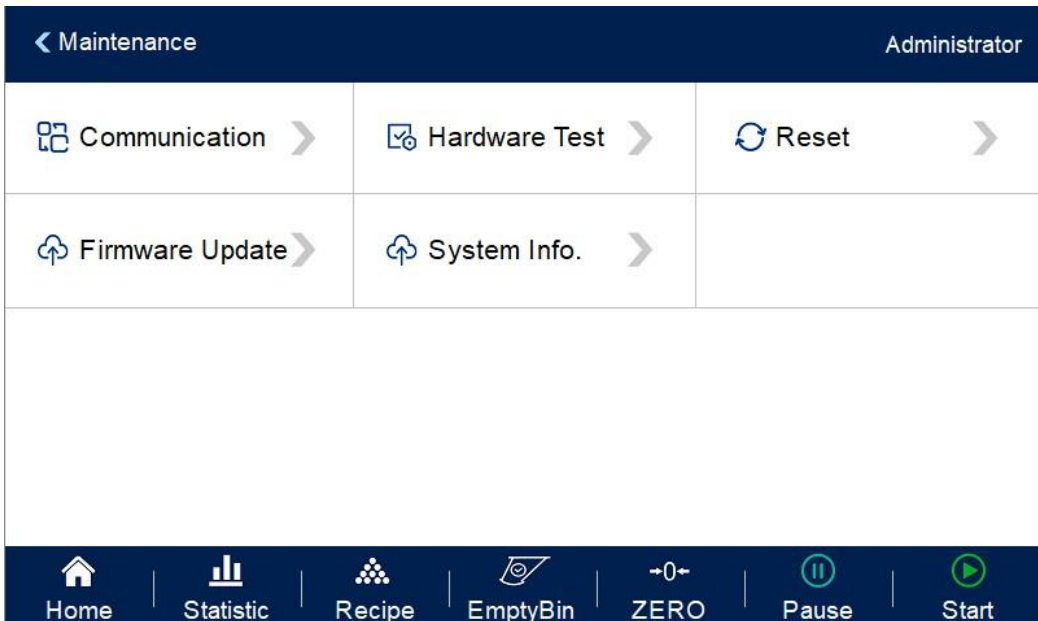 Maintenance
Administrator
Communication
Hardware Test
Reset
Firmware Update
System Info.
Home
Statistic
Recipe
EmptyBin
→0←
ZERO
Pause
Start